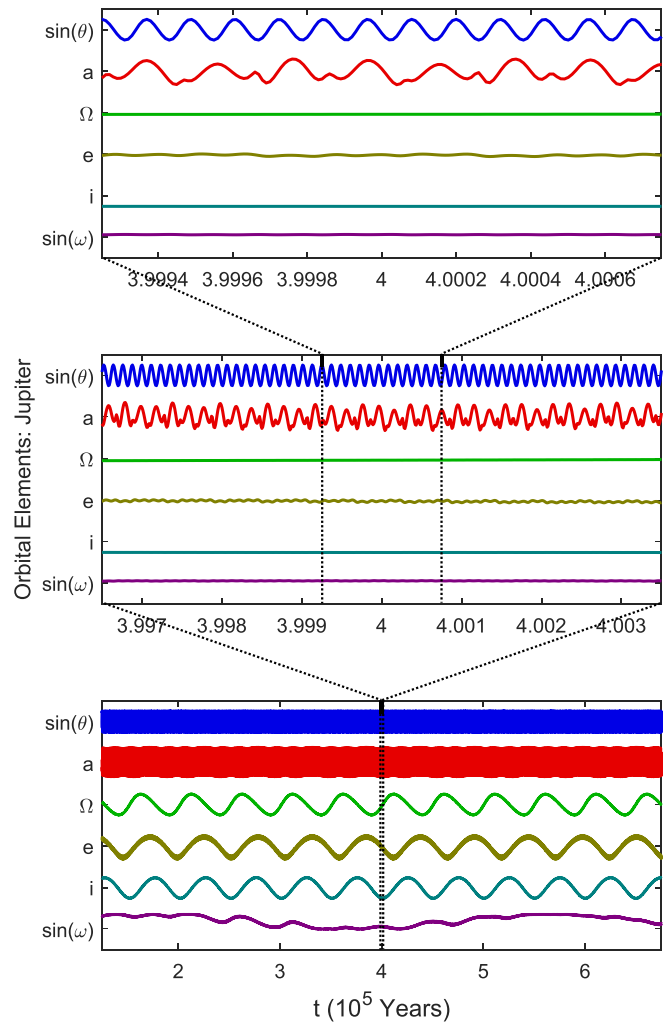 sin(θ)
a
Ω
e
i
sin(ω)
3.9994 3.9996 3.9998 4 4.0002 4.0004 4.0006
Orbital Elements: Jupiter
sin(θ)
a
Ω
e
i
sin(ω)
3.997 3.998 3.999 4 4.001 4.002 4.003
sin(θ)
a
Ω
e
i
sin(ω)
2 3 4 5 6
t (10⁵ Years)